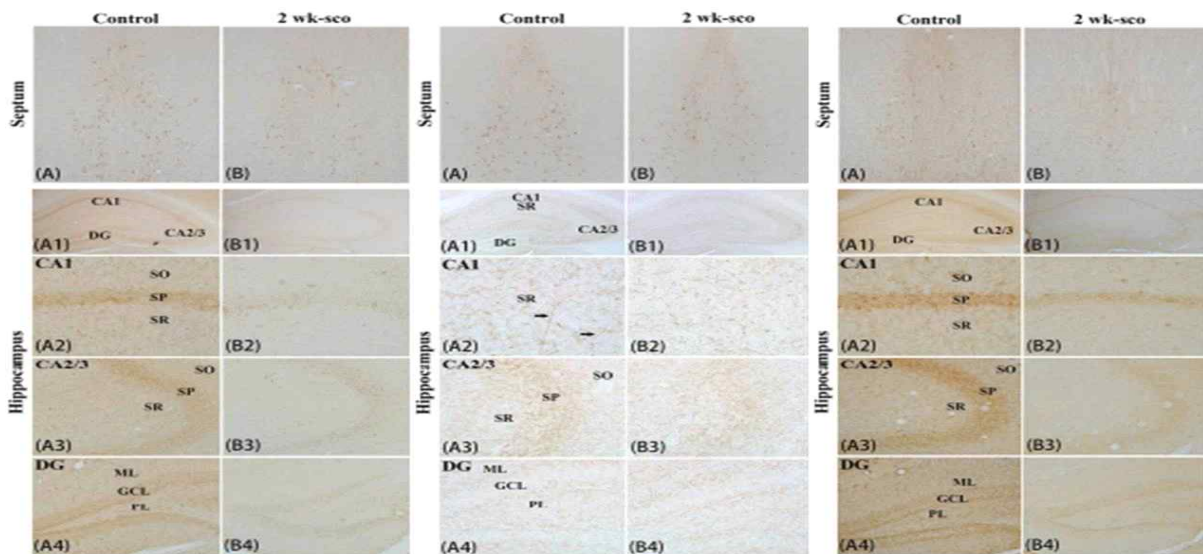 Control 2 wk-sco
Septum
(A) (B)
Hippocampus
CA1
DG
CA2/3
(A1) (B1)
CA1
SO
SP
SR
(A2) (B2)
CA2/3
SO
SP
SR
(A3) (B3)
DG
ML
GCL
PL
(A4) (B4)
Control 2 wk-sco
Septum
(A) (B)
Hippocampus
CA1
SR
CA2/3
DG
(A1) (B1)
CA1
SR
(A2) (B2)
CA2/3
SO
SP
SR
(A3) (B3)
DG
ML
GCL
PL
(A4) (B4)
Control 2 wk-sco
Septum
(A) (B)
Hippocampus
CA1
CA2/3
DG
(A1) (B1)
CA1
SO
SP
SR
(A2) (B2)
CA2/3
SO
SP
SR
(A3) (B3)
DG
ML
GCL
PL
(A4) (B4)